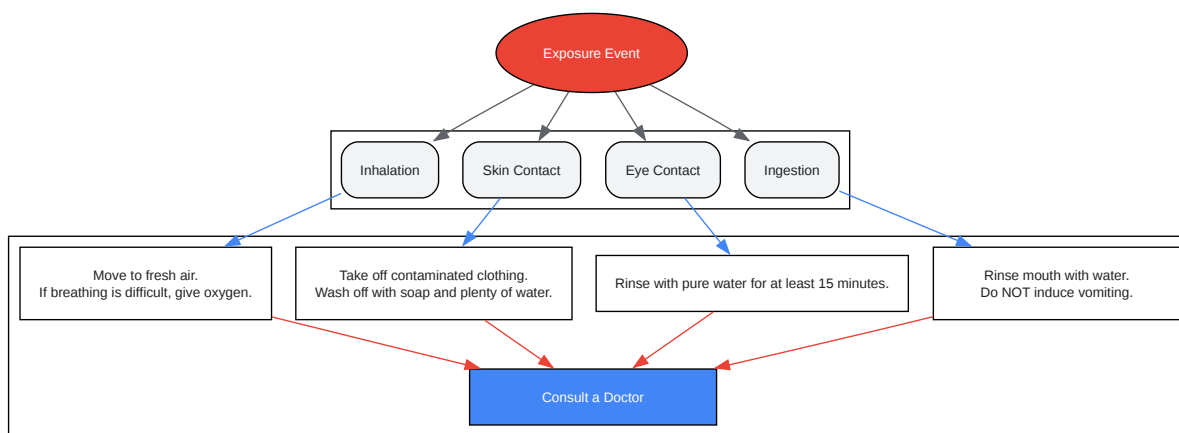 Exposure Event
Inhalation
Skin Contact
Eye Contact
Ingestion
Move to fresh air.
If breathing is difficult, give oxygen.
Take off contaminated clothing.
Wash off with soap and plenty of water.
Rinse with pure water for at least 15 minutes.
Rinse mouth with water.
Do NOT induce vomiting.
Consult a Doctor